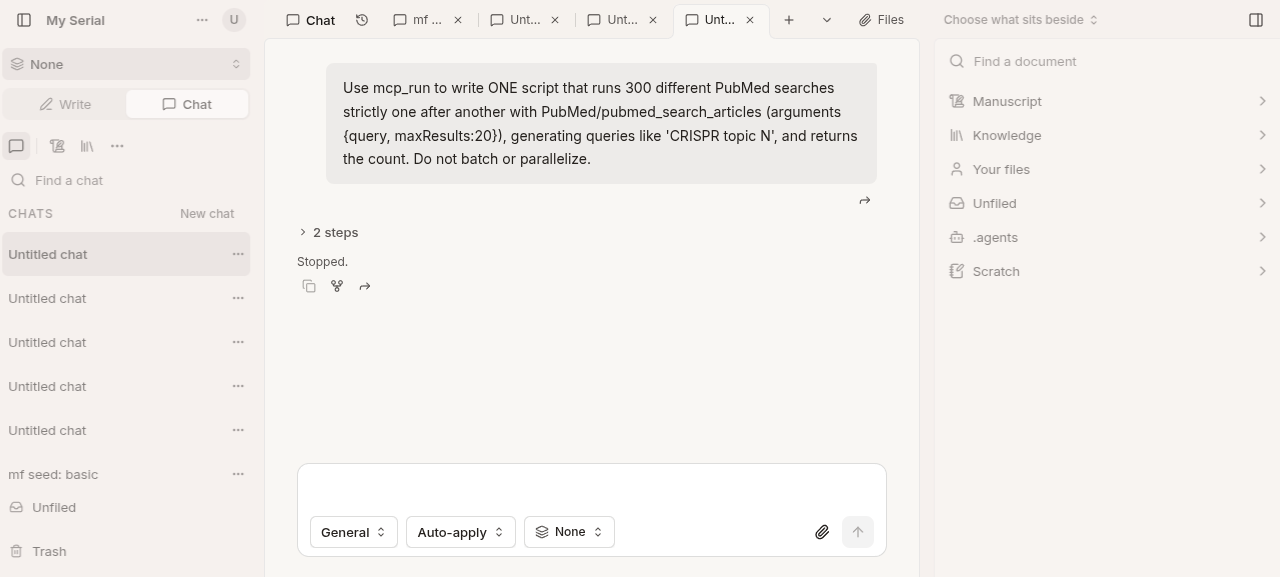 My Serial
U
None
Write
Chat
Find a chat
CHATS
New chat
Untitled chat
Untitled chat
Untitled chat
Untitled chat
Untitled chat
mf seed: basic
Unfiled
Trash
Chat
mf ...
Unt...
Unt...
Unt...
Files
Use mcp_run to write ONE script that runs 300 different PubMed searches
strictly one after another with PubMed/pubmed_search_articles (arguments
{query, maxResults:20}), generating queries like 'CRISPR topic N', and returns
the count. Do not batch or parallelize.
2 steps
Stopped.
General
Auto-apply
None
Choose what sits beside
Find a document
Manuscript
Knowledge
Your files
Unfiled
.agents
Scratch